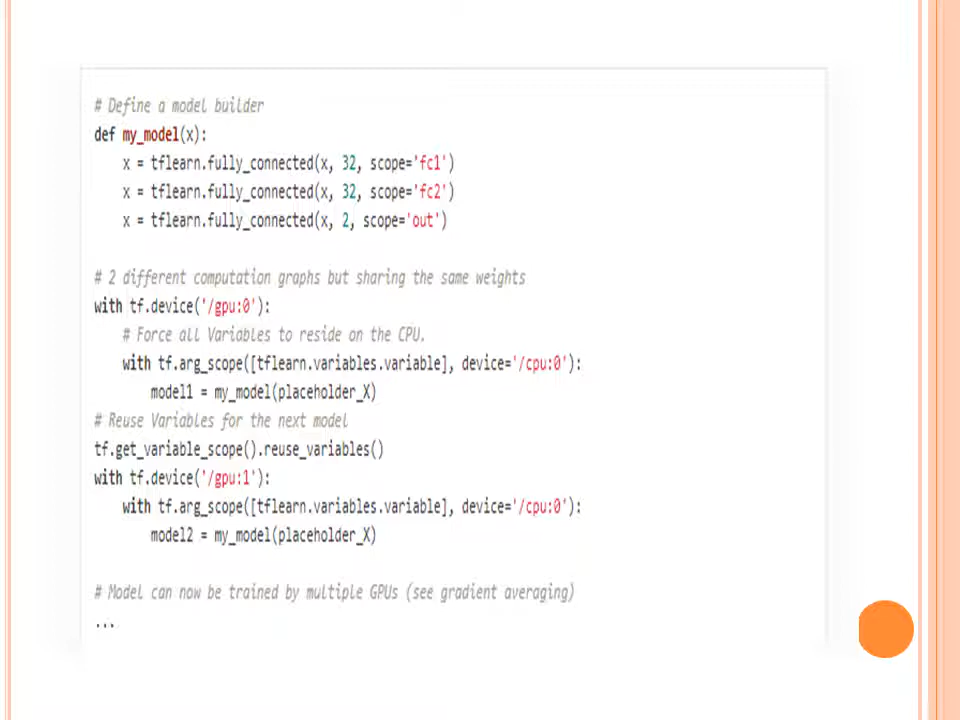 # Define a model builder
def my_model(x):
    x = tflearn.fully_connected(x, 32, scope='fc1')
    x = tflearn.fully_connected(x, 32, scope='fc2')
    x = tflearn.fully_connected(x, 2, scope='out')
# 2 different computation graphs but sharing the same weights
with tf.device('/gpu:0'):
    # Force all Variables to reside on the CPU.
    with tf.arg_scope([tflearn.variables.variable], device='/cpu:0'):
        model1 = my_model(placeholder_X)
# Reuse Variables for the next model
tf.get_variable_scope().reuse_variables()
with tf.device('/gpu:1'):
    with tf.arg_scope([tflearn.variables.variable], device='/cpu:0'):
        model2 = my_model(placeholder_X)
# Model can now be trained by multiple GPUs (see gradient averaging)
...